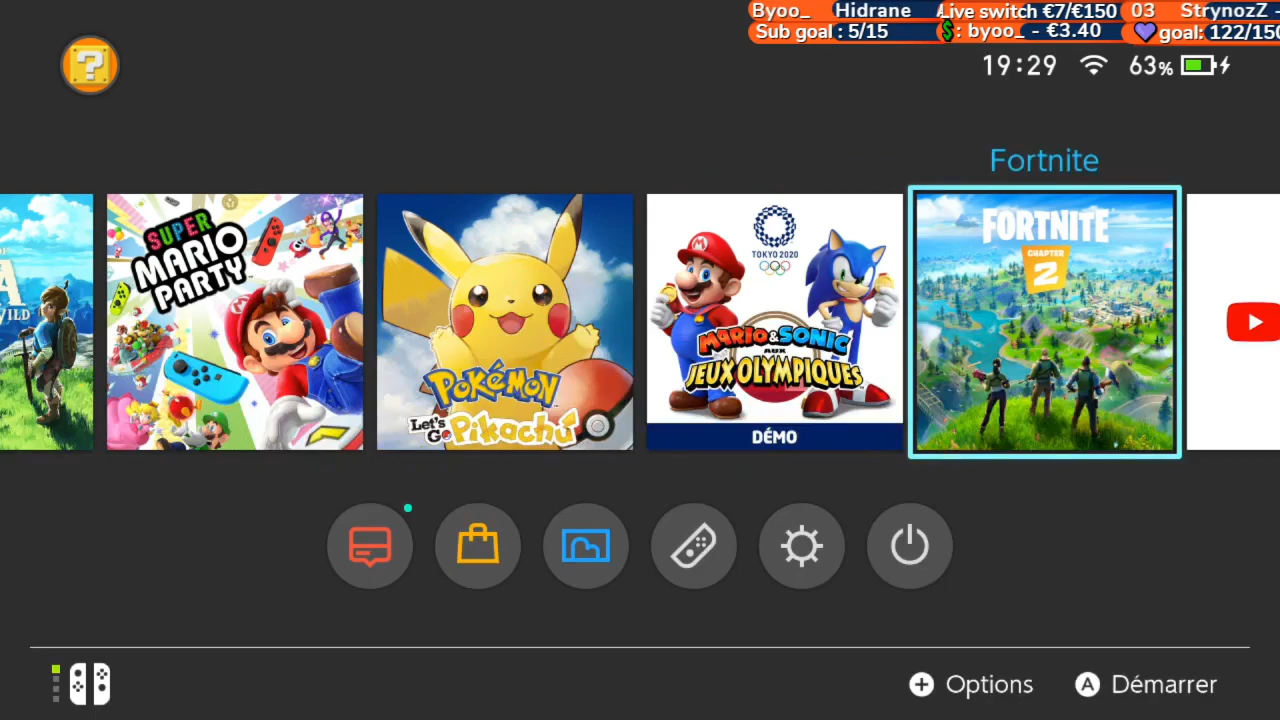 Byoo_ Hidrane Live switch €7/€150 03 StrynozZ -
Sub goal : 5/15 : byoo_ - €3.40 goal: 122/150
?
19:29 63%
Fortnite
A
WILD
SUPER
MARIO
PARTY
POKÉMON
Let's Go Pikachu
TOKYO 2020
MARIO & SONIC
AUX
JEUX OLYMPIQUES
DÉMO
FORTNITE
CHAPTER
2
+ Options A Démarrer